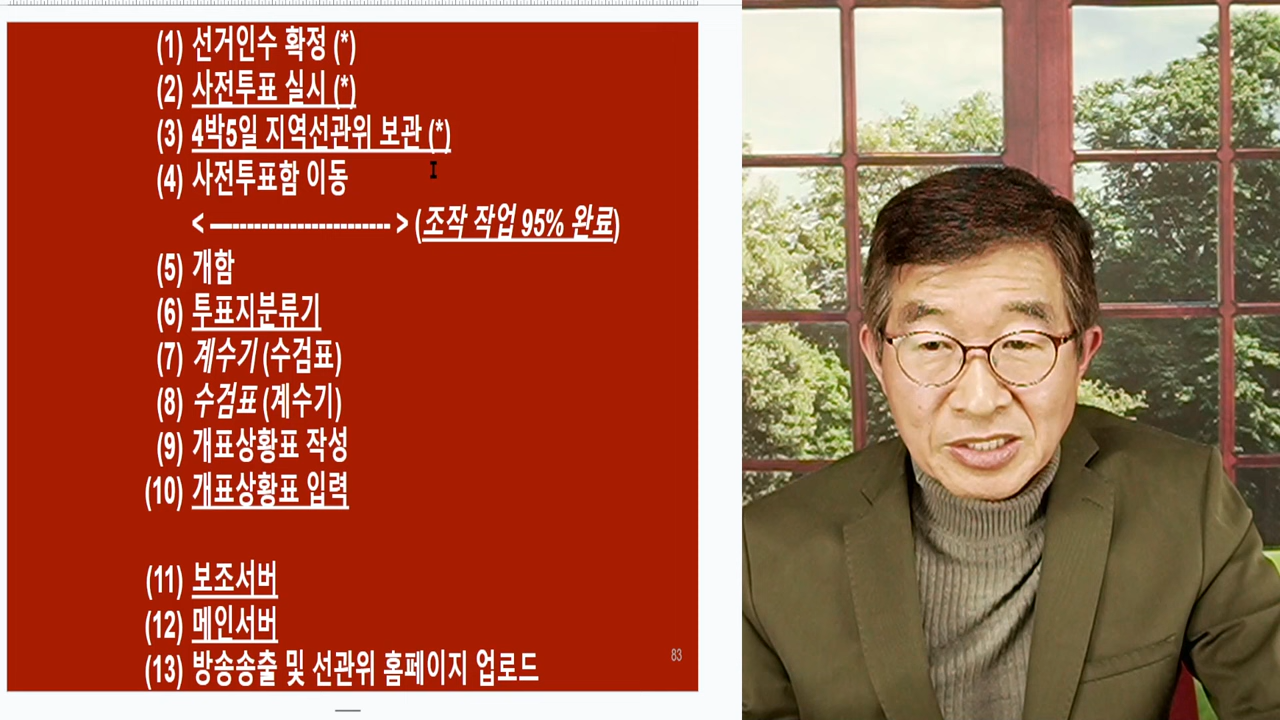 (1) 선거인수 확정 (*)
(2) 사전투표 실시 (*)
(3) 4박5일 지역선관위 보관 (*)
(4) 사전투표함 이동
< ------------------------ > (조작 작업 95% 완료)
(5) 개함
(6) 투표지분류기
(7) 계수기 (수검표)
(8) 수검표 (계수기)
(9) 개표상황표 작성
(10) 개표상황표 입력
(11) 보조서버
(12) 메인서버
(13) 방송송출 및 선관위 홈페이지 업로드
83